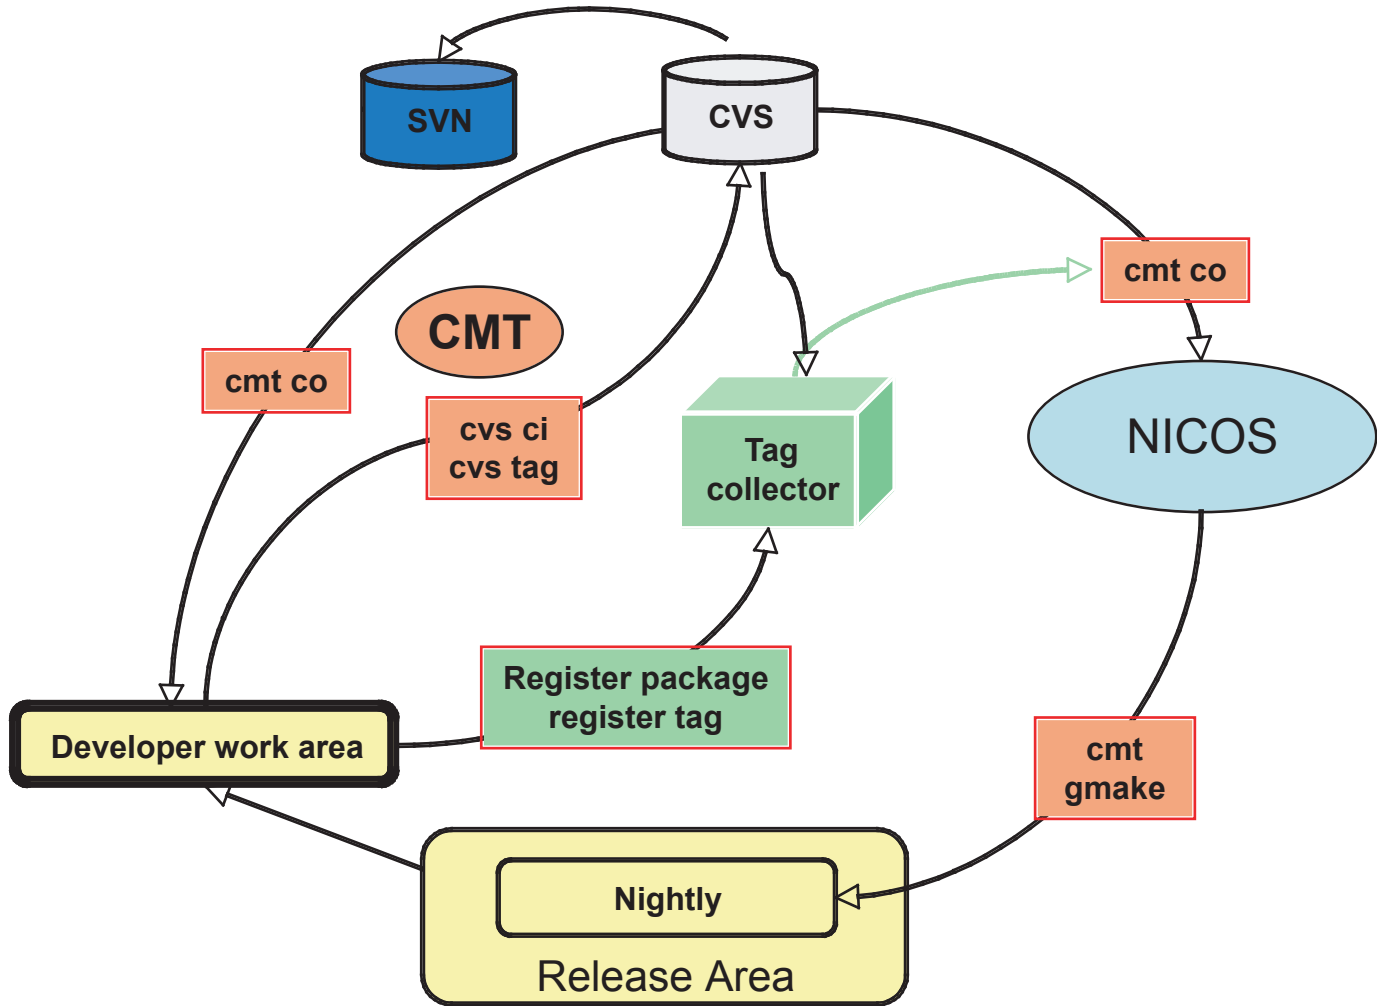 SVN
CVS
cmt co
CMT
cmt co
cvs ci
cvs tag
Tag
collector
NICOS
Register package
register tag
Developer work area
cmt
gmake
Nightly
Release Area